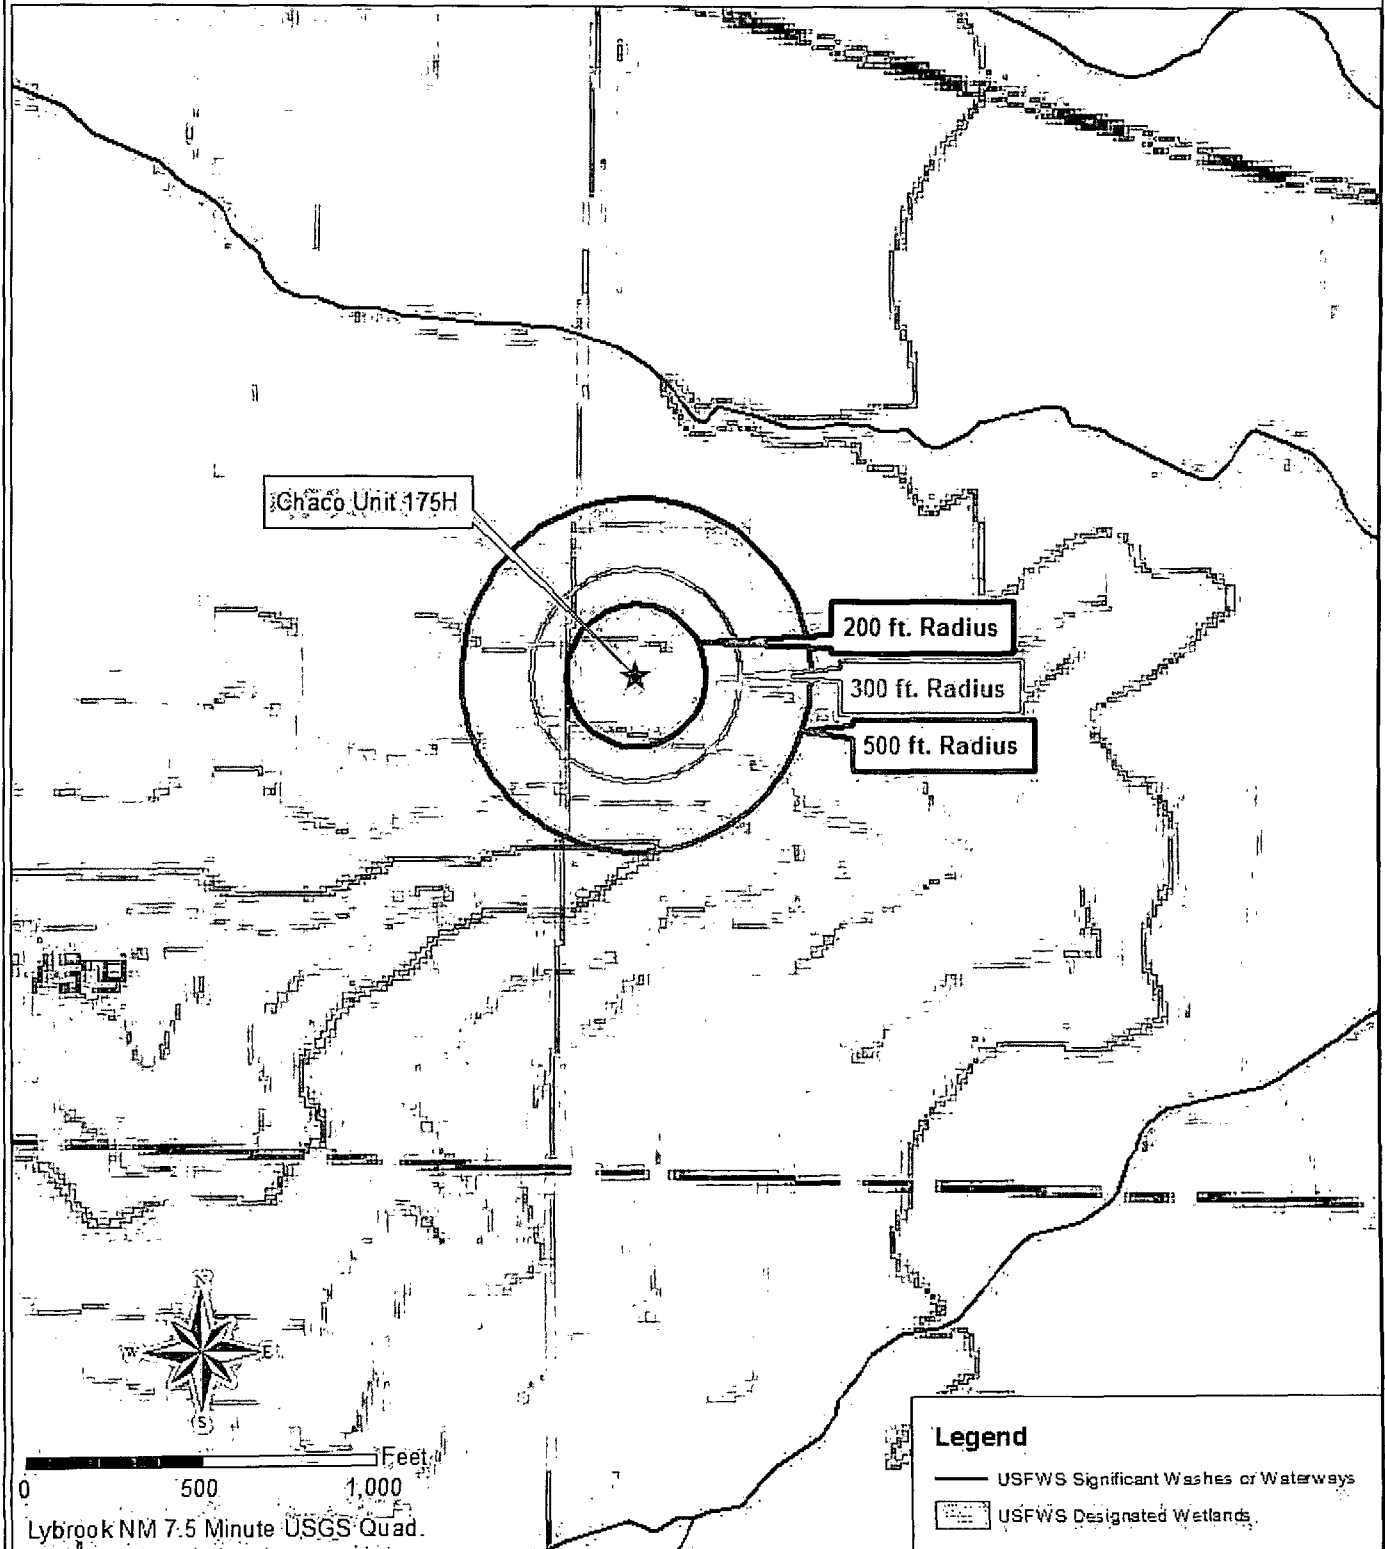 Chaco Unit 175H
200 ft. Radius
300 ft. Radius
500 ft. Radius
N
W
E
S
Feet
0 500 1,000
Lybrook NM 7.5 Minute USGS Quad.
Legend
USFWS Significant Washes or Waterways
USFWS Designated Wetlands